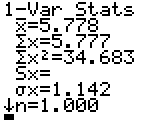 1-Var Stats
x̄=5.778
Σx=5.777
Σx²=34.683
Sx=
σx=1.142
↓n=1.000